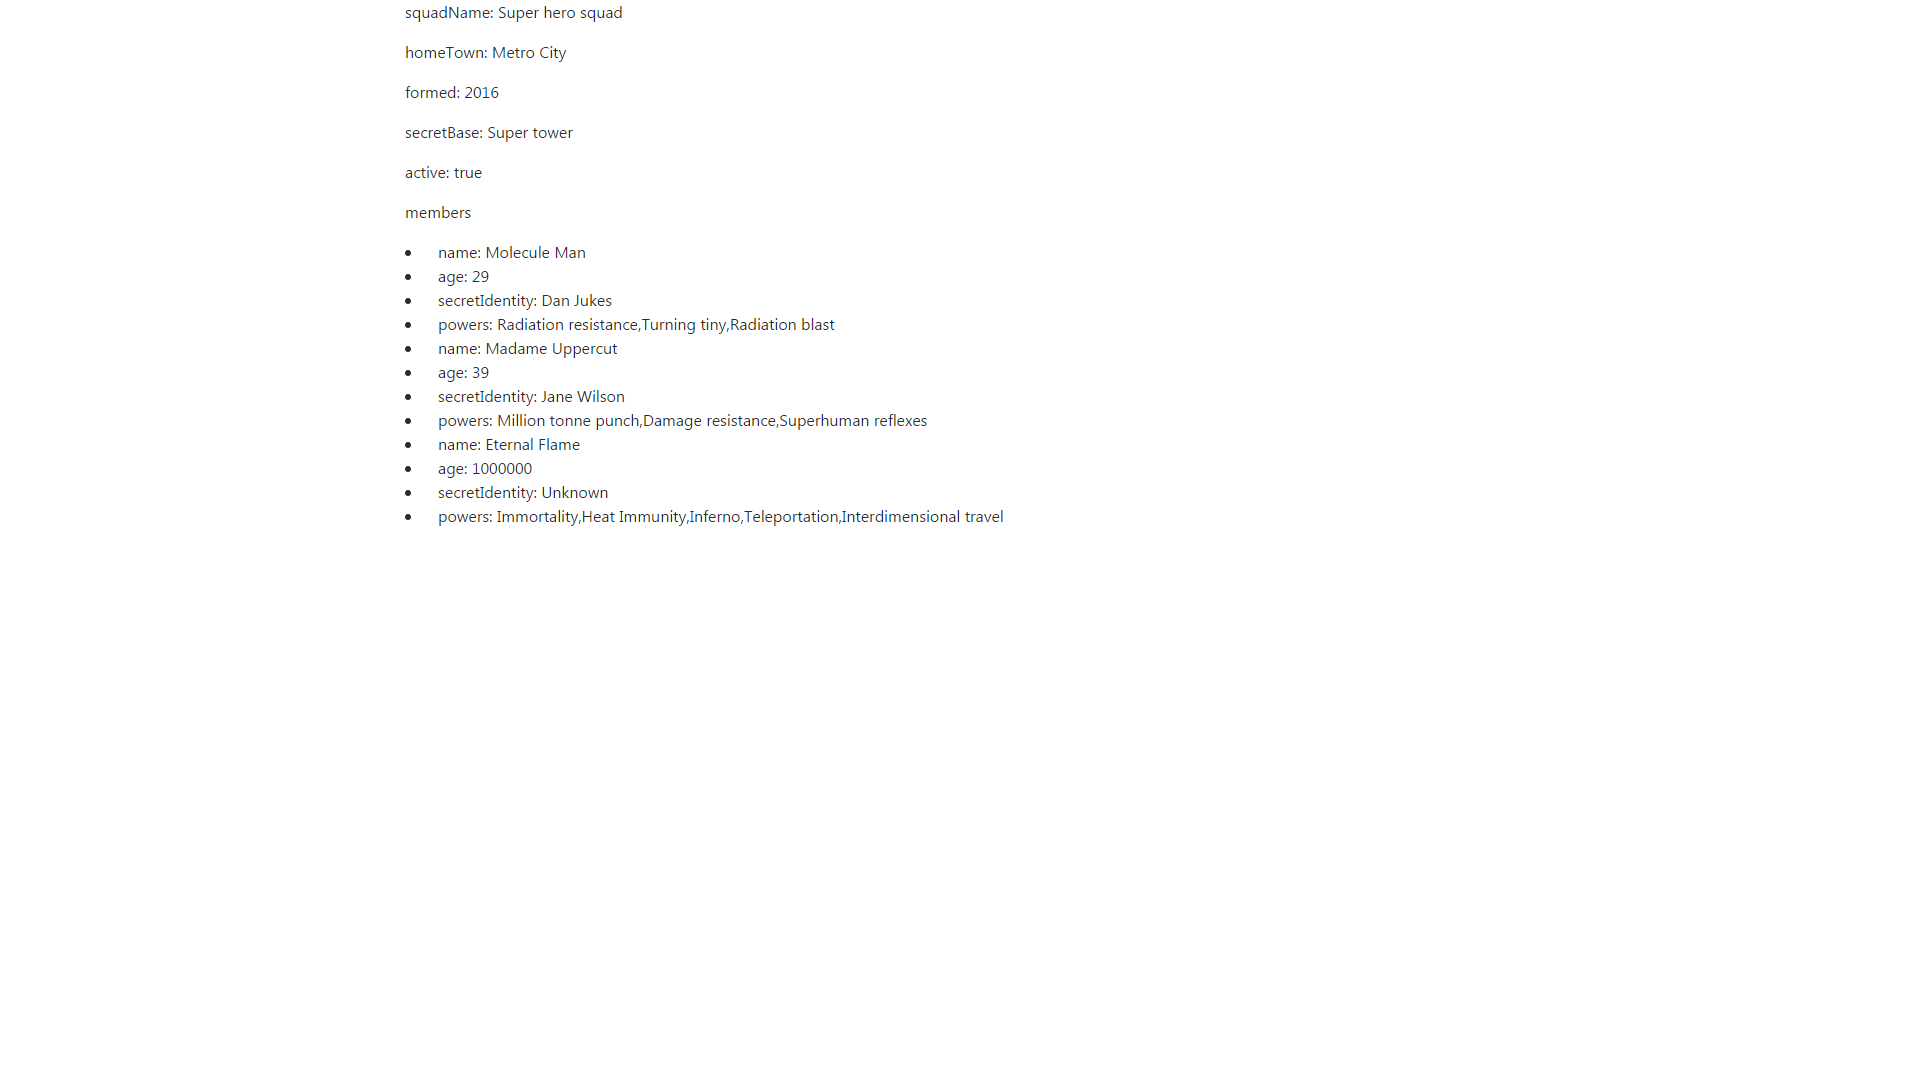 squadName: Super hero squad
homeTown: Metro City
formed: 2016
secretBase: Super tower
active: true
members
• name: Molecule Man
• age: 29
• secretIdentity: Dan Jukes
• powers: Radiation resistance,Turning tiny,Radiation blast
• name: Madame Uppercut
• age: 39
• secretIdentity: Jane Wilson
• powers: Million tonne punch,Damage resistance,Superhuman reflexes
• name: Eternal Flame
• age: 1000000
• secretIdentity: Unknown
• powers: Immortality,Heat Immunity,Inferno,Teleportation,Interdimensional travel